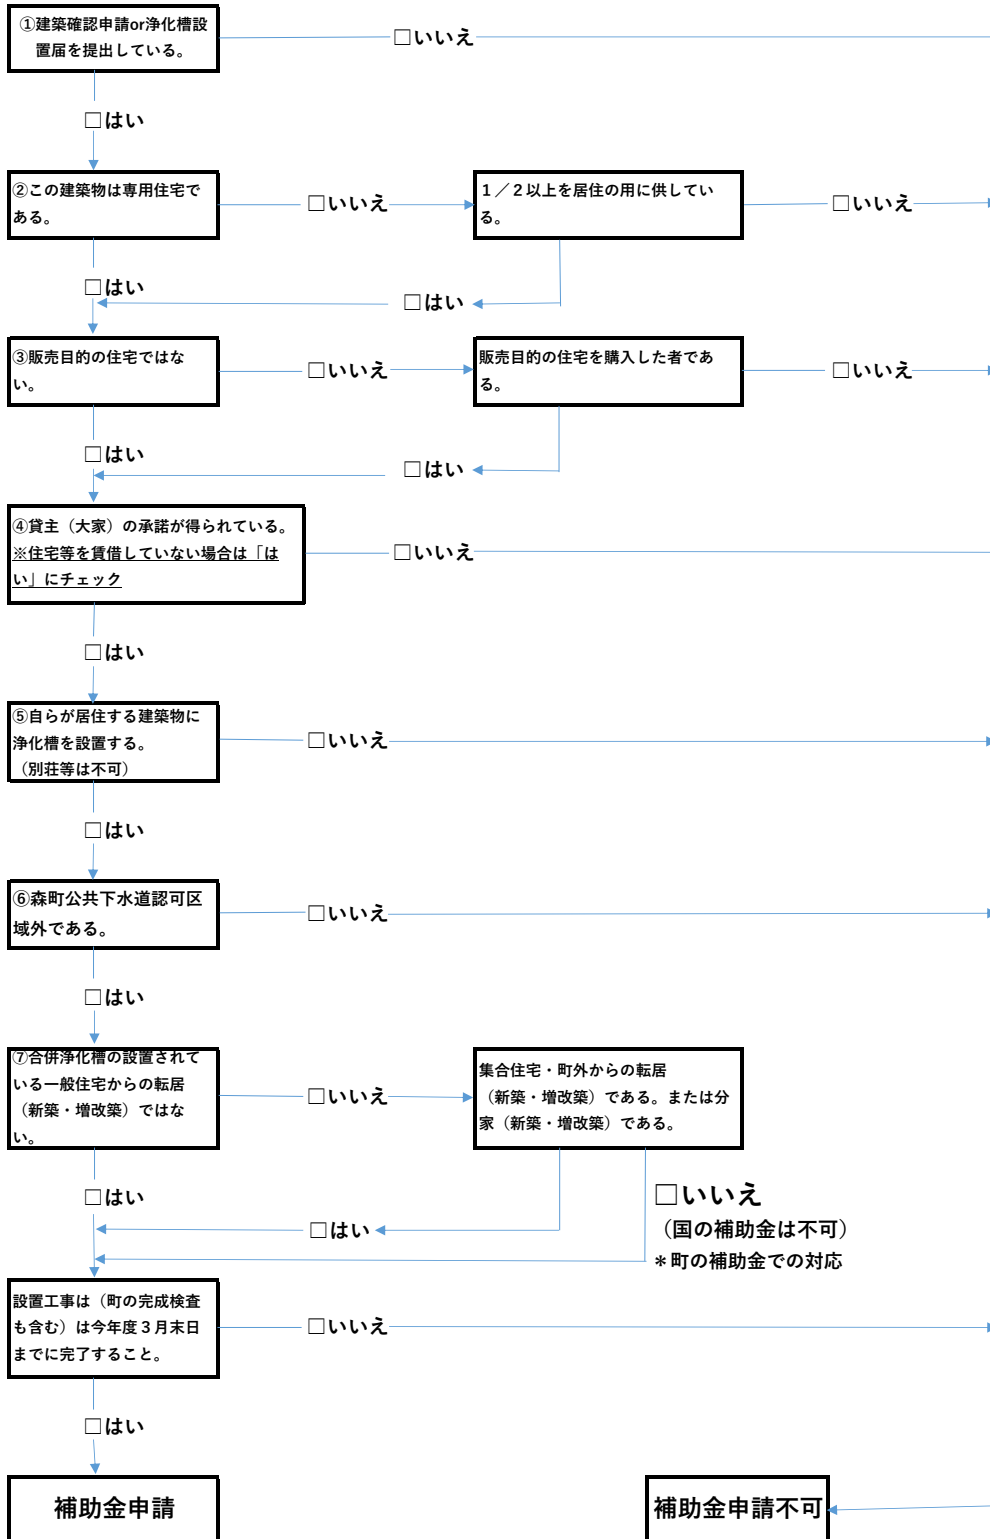 ①建築確認申請or浄化槽設
置届を提出している。
□いいえ
□はい
②この建築物は専用住宅で
ある。
□いいえ
１／２以上を居住の用に供してい
る。
□いいえ
□はい
□はい
③販売目的の住宅ではな
い。
□いいえ
販売目的の住宅を購入した者であ
る。
□いいえ
□はい
□はい
④貸主（大家）の承諾が得られている。
※住宅等を賃借していない場合は「は
い」にチェック
□いいえ
□はい
⑤自らが居住する建築物に
浄化槽を設置する。
（別荘等は不可）
□いいえ
□はい
⑥森町公共下水道認可区
域外である。
□いいえ
□はい
⑦合併浄化槽の設置されて
いる一般住宅からの転居
（新築・増改築）ではな
い。
□いいえ
集合住宅・町外からの転居
（新築・増改築）である。または分
家（新築・増改築）である。
□はい
□はい
□いいえ
（国の補助金は不可）
＊町の補助金での対応
設置工事は（町の完成検査
も含む）は今年度３月末日
までに完了すること。
□いいえ
□はい
補助金申請
補助金申請不可